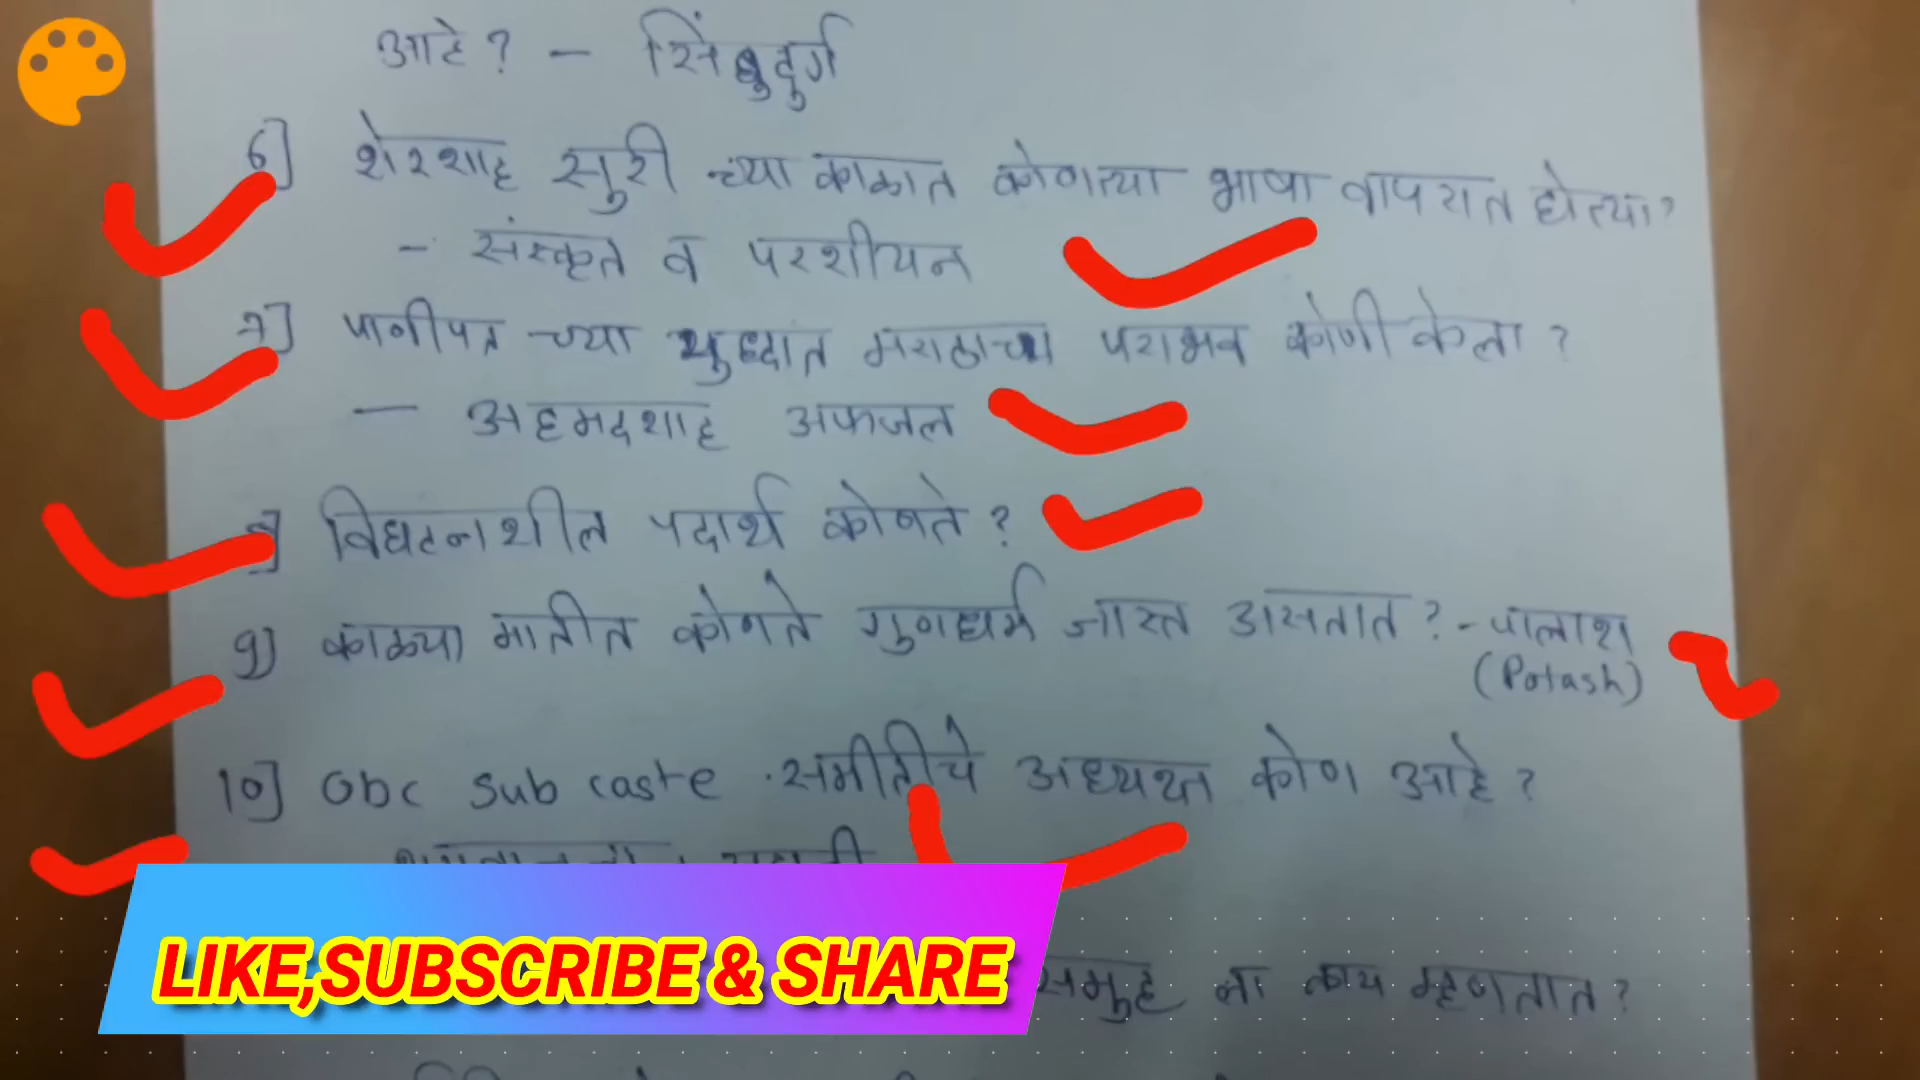 आहे? – सिंधुदुर्ग
6] शेरशाह सुरी च्या काळात कोणत्या भाषा वापरात होत्या?
- संस्कृत व परशीयन
7] पानीपत च्या युद्धात मराठाचा पराभव कोणी केला ?
— अहमदशाह अफजल
8] विघटनशील पदार्थ कोणते ?
9) काळया मातीत कोणते गुणधर्म जास्त असतात ? - पालाश
(Potash)
10] Obc Sub caste समीतीचे अध्यक्ष कोण आहे ?
LIKE,SUBSCRIBE & SHARE
समुह ला काय म्हणतात ?